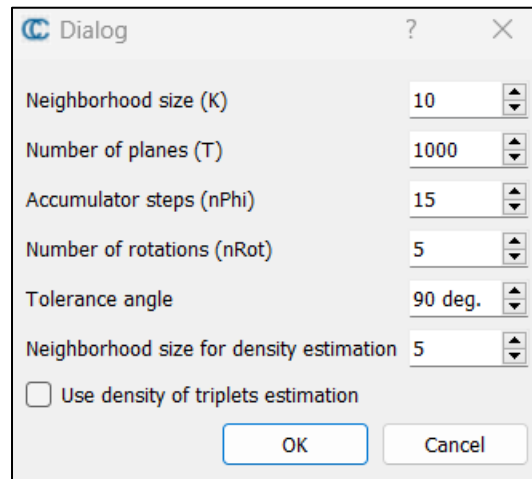 Dialog ?
Neighborhood size (K) 10
Number of planes (T) 1000
Accumulator steps (nPhi) 15
Number of rotations (nRot) 5
Tolerance angle 90 deg.
Neighborhood size for density estimation 5
Use density of triplets estimation
OK Cancel